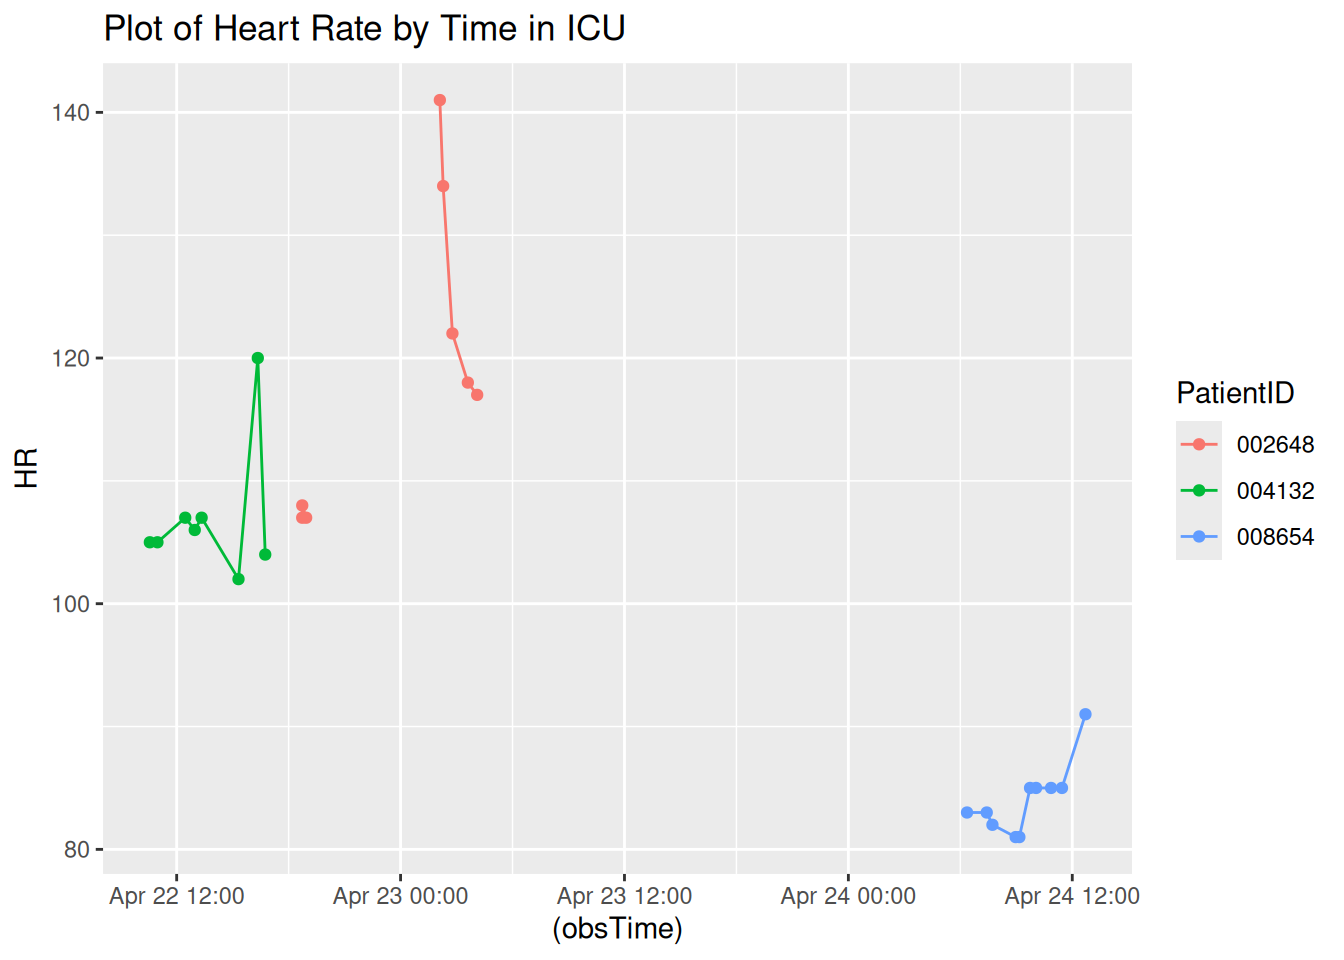 Plot of Heart Rate by Time in ICU
140
120
100
80
HR
Apr 22 12:00
Apr 23 00:00
Apr 23 12:00
Apr 24 00:00
Apr 24 12:00
(obsTime)
PatientID
002648
004132
008654